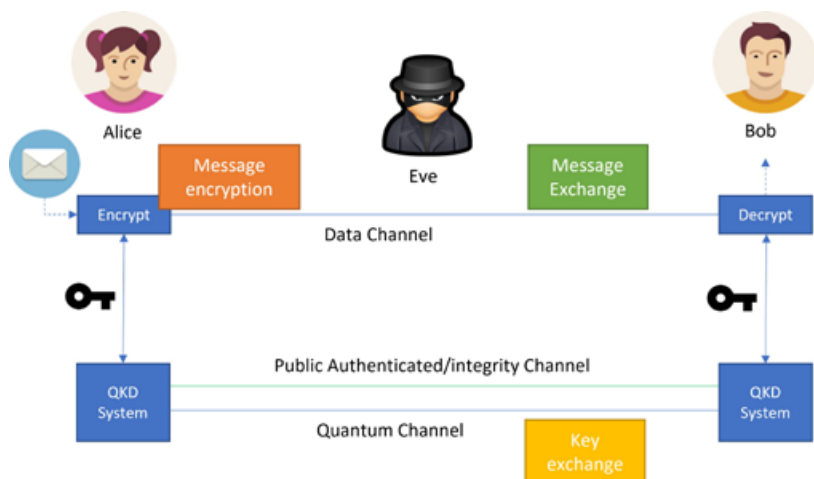 Alice
Bob
Message
encryption
Eve
Message
Exchange
Encrypt
Data Channel
Decrypt
Public Authenticated/integrity Channel
QKD
System
QKD
System
Quantum Channel
Key
exchange